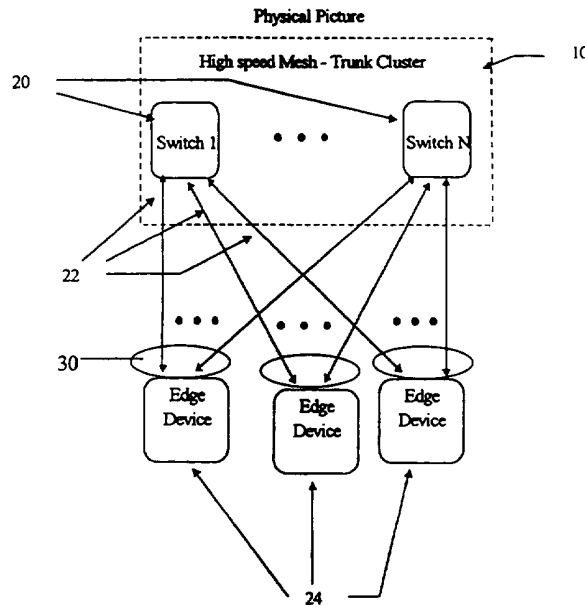 Physical Picture
High speed Mesh - Trunk Cluster
10
20
Switch 1
Switch N
22
30
Edge
Device
Edge
Device
Edge
Device
24